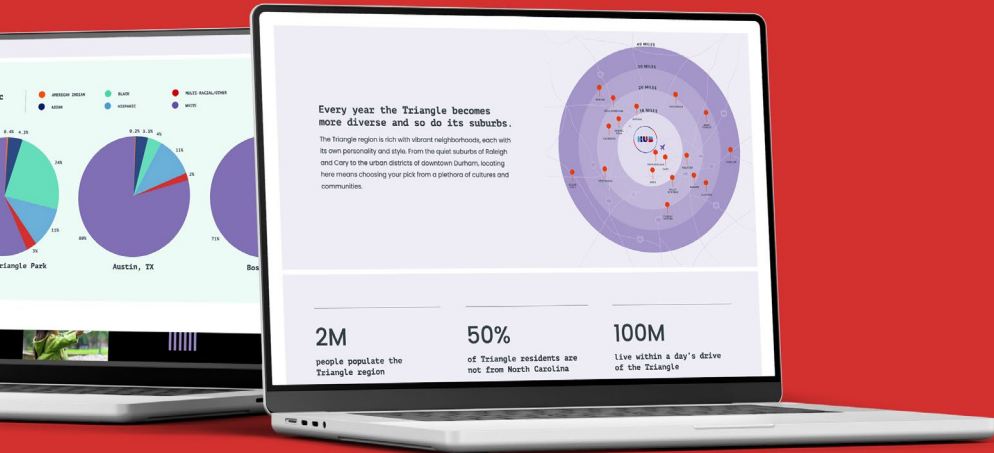 AMERICAN INDIAN
BLACK
MULTI-RACIAL/OTHER
ASIAN
HISPANIC
WHITE
0.4% 4.3%
24%
11%
3%
riangle Park
0.2% 3.3% 4%
11%
2%
80%
Austin, TX
71%
Bos
Every year the Triangle becomes
more diverse and so do its suburbs.
The Triangle region is rich with vibrant neighborhoods, each with
its own personality and style. From the quiet suburbs of Raleigh
and Cary to the urban districts of downtown Durham, locating
here means choosing your pick from a plethora of cultures and
communities.
40 MILES
30 MILES
20 MILES
10 MILES
HUB
2M
people populate the
Triangle region
50%
of Triangle residents are
not from North Carolina
100M
live within a day's drive
of the Triangle